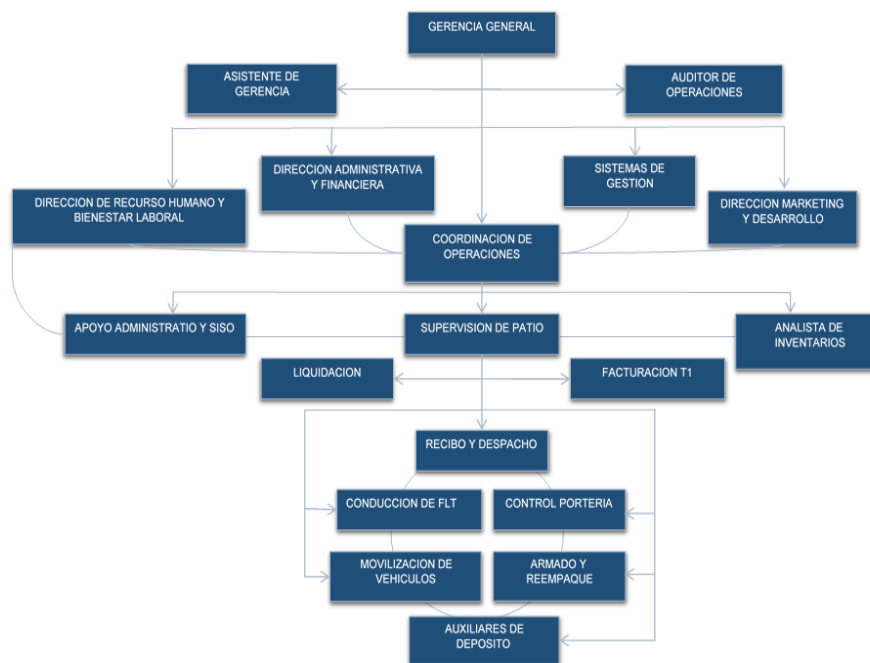 GERENCIA GENERAL
ASISTENTE DE
GERENCIA
AUDITOR DE
OPERACIONES
DIRECCION ADMINISTRATIVA
Y FINANCIERA
SISTEMAS DE
GESTION
DIRECCION DE RECURSO HUMANO Y
BIENESTAR LABORAL
DIRECCION MARKETING
Y DESARROLLO
COORDINACION DE
OPERACIONES
APOYO ADMINISTRATIO Y SISO
SUPERVISION DE PATIO
ANALISTA DE
INVENTARIOS
LIQUIDACION
FACTURACION T1
RECIBO Y DESPACHO
CONDUCCION DE FLT
CONTROL PORTERIA
MOVILIZACION DE
VEHICULOS
ARMADO Y
REEMPAQUE
AUXILIARES DE
DEPOSITO